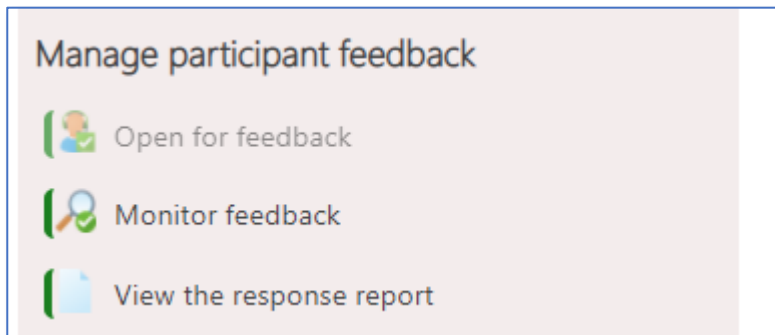 Manage participant feedback
Open for feedback
Monitor feedback
View the response report